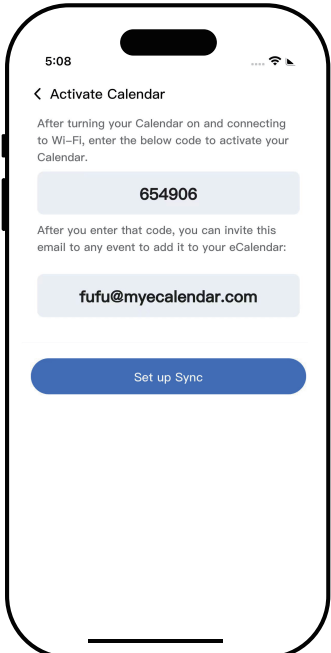 5:08
Activate Calendar
After turning your Calendar on and connecting
to Wi-Fi, enter the below code to activate your
Calendar.
654906
After you enter that code, you can invite this
email to any event to add it to your eCalendar:
fufu@myecalendar.com
Set up Sync